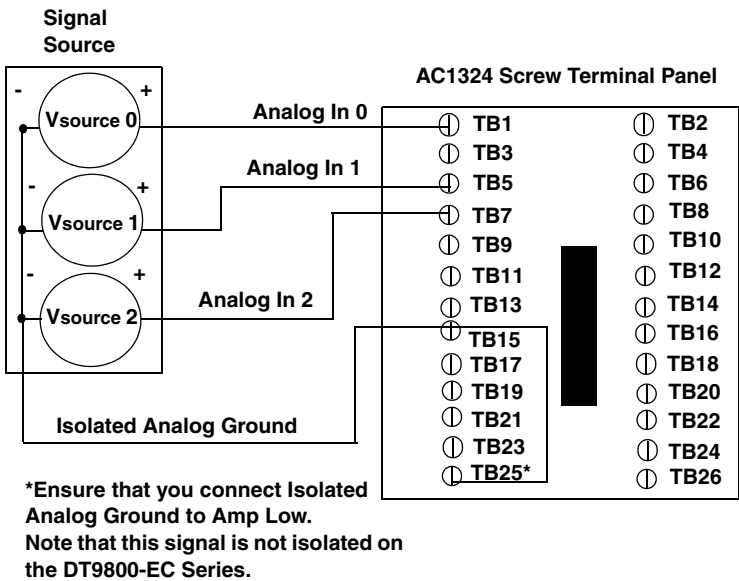 Signal
Source
AC1324 Screw Terminal Panel
- +
Vsource 0
Analog In 0
TB1 TB2
TB3 TB4
Analog In 1
- +
Vsource 1
TB5 TB6
TB7 TB8
TB9 TB10
- +
Vsource 2
Analog In 2
TB11 TB12
TB13 TB14
TB15 TB16
TB17 TB18
TB19 TB20
Isolated Analog Ground
TB21 TB22
TB23 TB24
TB25* TB26
*Ensure that you connect Isolated
Analog Ground to Amp Low.
Note that this signal is not isolated on
the DT9800-EC Series.